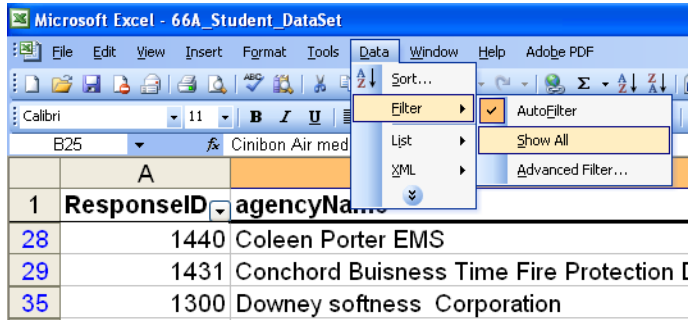 Microsoft Excel - 66A_Student_DataSet
File Edit View Insert Format Tools Data Window Help Adobe PDF
Sort...
Calibri 11 B I U Filter AutoFilter
B25 fx Cinibon Air med List Show All
XML Advanced Filter...
A
1 ResponseID agencyName
28 1440 Coleen Porter EMS
29 1431 Conchord Buisness Time Fire Protection
35 1300 Downey softness Corporation